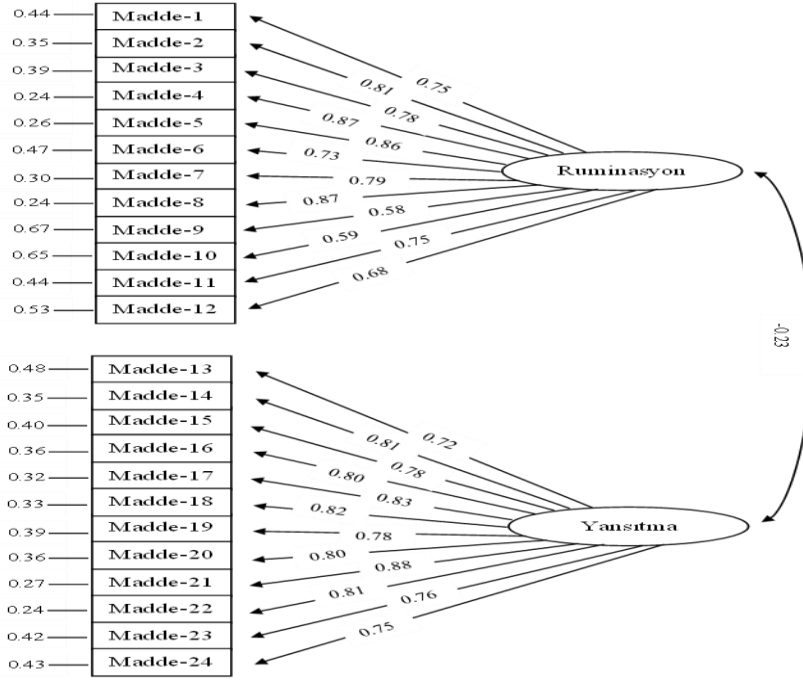 0.44 Madde-1
0.35 Madde-2
0.39 Madde-3
0.24 Madde-4
0.26 Madde-5
0.47 Madde-6
0.30 Madde-7
0.24 Madde-8
0.67 Madde-9
0.65 Madde-10
0.44 Madde-11
0.53 Madde-12
0.75
0.81
0.78
0.87
0.86
0.73
0.79
0.87
0.58
0.59
0.75
0.68
Ruminasyon
-0.23
0.48 Madde-13
0.35 Madde-14
0.40 Madde-15
0.36 Madde-16
0.32 Madde-17
0.33 Madde-18
0.39 Madde-19
0.36 Madde-20
0.27 Madde-21
0.24 Madde-22
0.42 Madde-23
0.43 Madde-24
0.72
0.81
0.78
0.80
0.83
0.82
0.78
0.80
0.88
0.81
0.76
0.75
Yansıtma